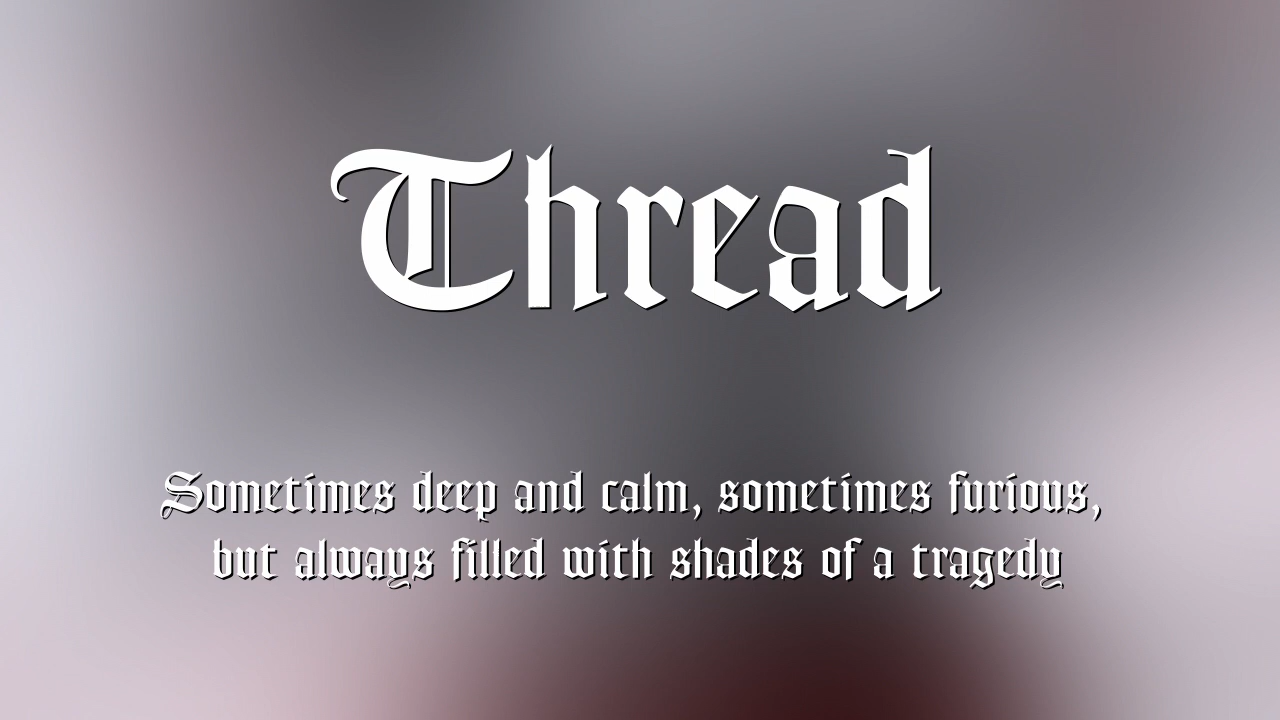 Thread
Sometimes deep and calm, sometimes furious,
but always filled with shades of a tragedy